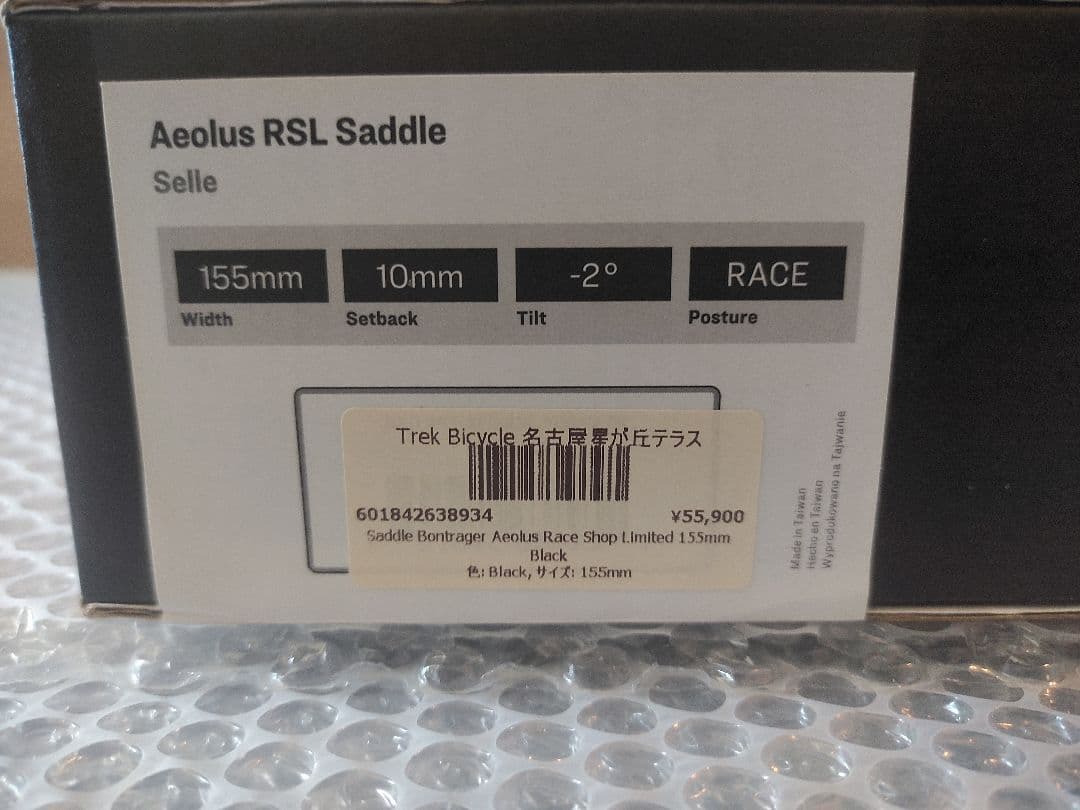 Aeolus RSL Saddle
Selle
155mm
Width
10mm
Setback
-2°
Tilt
RACE
Posture
Trek Bicycle 名古屋星が丘テラス
601842638934
¥55,900
Saddle Bontrager Aeolus Race Shop Limited 155mm
Black
色: Black, サイズ: 155mm
Made in Taiwan
Hecho en Taiwan
Wyprodukowano na Tajwanie